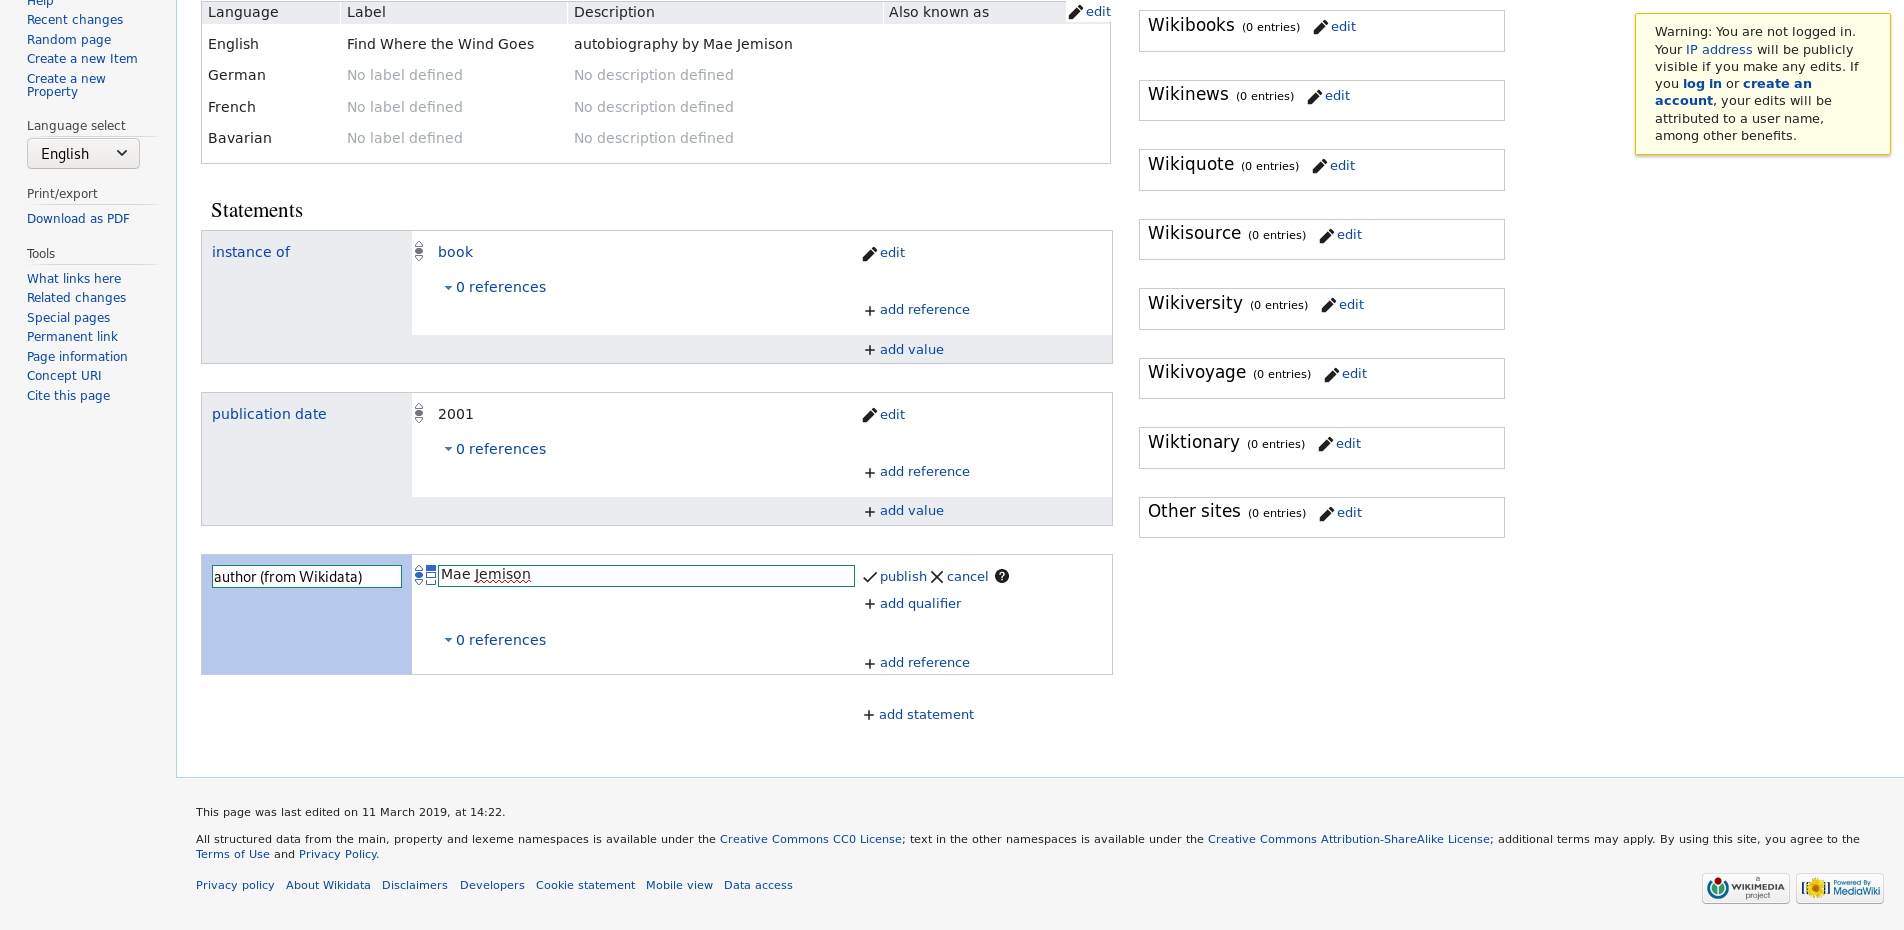 Help
Recent changes
Random page
Create a new Item
Create a new
Property
Language select
English
Print/export
Download as PDF
Tools
What links here
Related changes
Special pages
Permanent link
Page information
Concept URI
Cite this page
Language Label Description Also known as edit
English Find Where the Wind Goes autobiography by Mae Jemison
German No label defined No description defined
French No label defined No description defined
Bavarian No label defined No description defined
Statements
instance of book edit
0 references
+ add reference
+ add value
publication date 2001 edit
0 references
+ add reference
+ add value
author (from Wikidata) Mae Jemison publish cancel ?
+ add qualifier
0 references
+ add reference
+ add statement
Wikibooks (0 entries) edit
Wikinews (0 entries) edit
Wikiquote (0 entries) edit
Wikisource (0 entries) edit
Wikiversity (0 entries) edit
Wikivoyage (0 entries) edit
Wiktionary (0 entries) edit
Other sites (0 entries) edit
Warning: You are not logged in.
Your IP address will be publicly
visible if you make any edits. If
you log in or create an
account, your edits will be
attributed to a user name,
among other benefits.
This page was last edited on 11 March 2019, at 14:22.
All structured data from the main, property and lexeme namespaces is available under the Creative Commons CC0 License; text in the other namespaces is available under the Creative Commons Attribution-ShareAlike License; additional terms may apply. By using this site, you agree to the
Terms of Use and Privacy Policy.
Privacy policy About Wikidata Disclaimers Developers Cookie statement Mobile view Data access
a
WIKIMEDIA
project
Powered By
MediaWiki